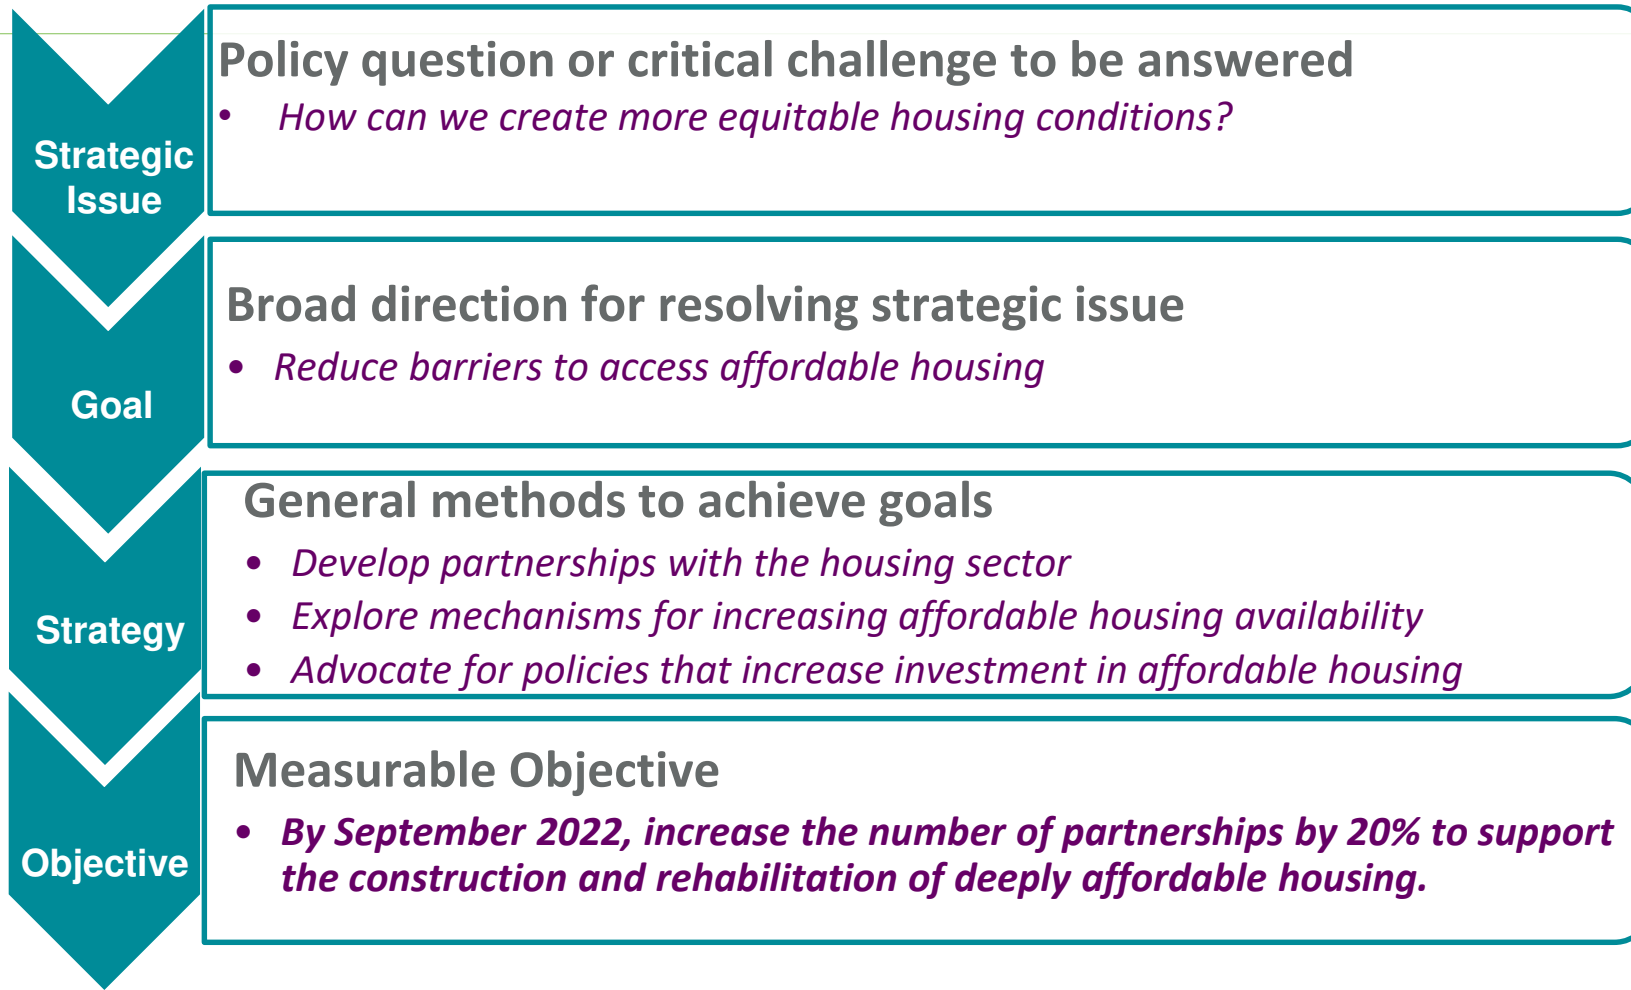 Policy question or critical challenge to be answered
• How can we create more equitable housing conditions?
Strategic
Issue
Broad direction for resolving strategic issue
• Reduce barriers to access affordable housing
Goal
General methods to achieve goals
• Develop partnerships with the housing sector
• Explore mechanisms for increasing affordable housing availability
• Advocate for policies that increase investment in affordable housing
Strategy
Measurable Objective
• By September 2022, increase the number of partnerships by 20% to support
the construction and rehabilitation of deeply affordable housing.
Objective